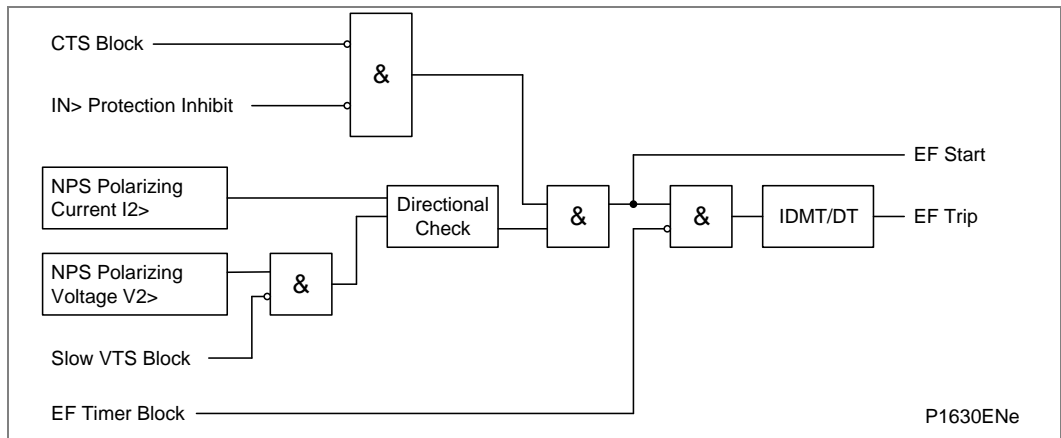 CTS Block
&
IN> Protection Inhibit
EF Start
NPS Polarizing
Current I2>
Directional
Check
&
&
IDMT/DT
EF Trip
NPS Polarizing
Voltage V2>
&
Slow VTS Block
EF Timer Block
P1630ENe